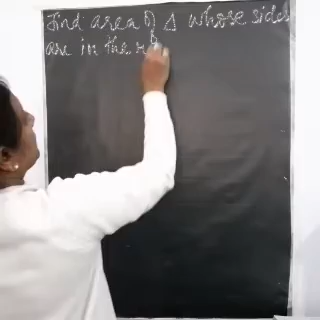 Find area of Δ whose sides
are in the